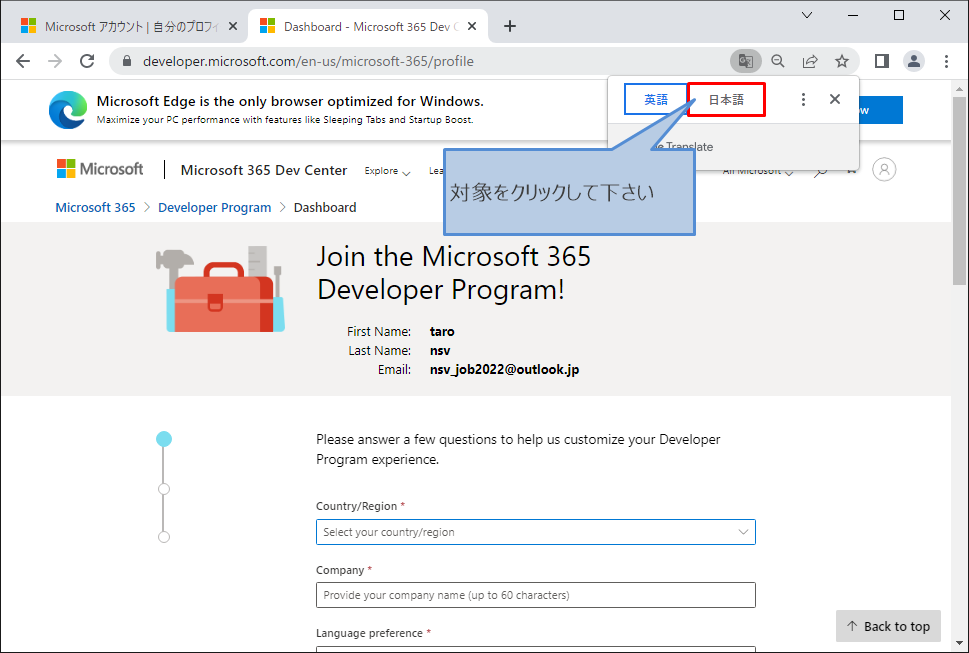 Microsoft アカウント | 自分のプロフィ
Dashboard - Microsoft 365 Dev C
developer.microsoft.com/en-us/microsoft-365/profile
Microsoft Edge is the only browser optimized for Windows.
Maximize your PC performance with features like Sleeping Tabs and Startup Boost.
英語
日本語
Translate
対象をクリックして下さい
Microsoft
Microsoft 365 Dev Center
Explore
All Microsoft
Microsoft 365 > Developer Program > Dashboard
Join the Microsoft 365
Developer Program!
First Name: taro
Last Name: nsv
Email: nsv_job2022@outlook.jp
Please answer a few questions to help us customize your Developer
Program experience.
Country/Region *
Select your country/region
Company *
Provide your company name (up to 60 characters)
Language preference *
Back to top